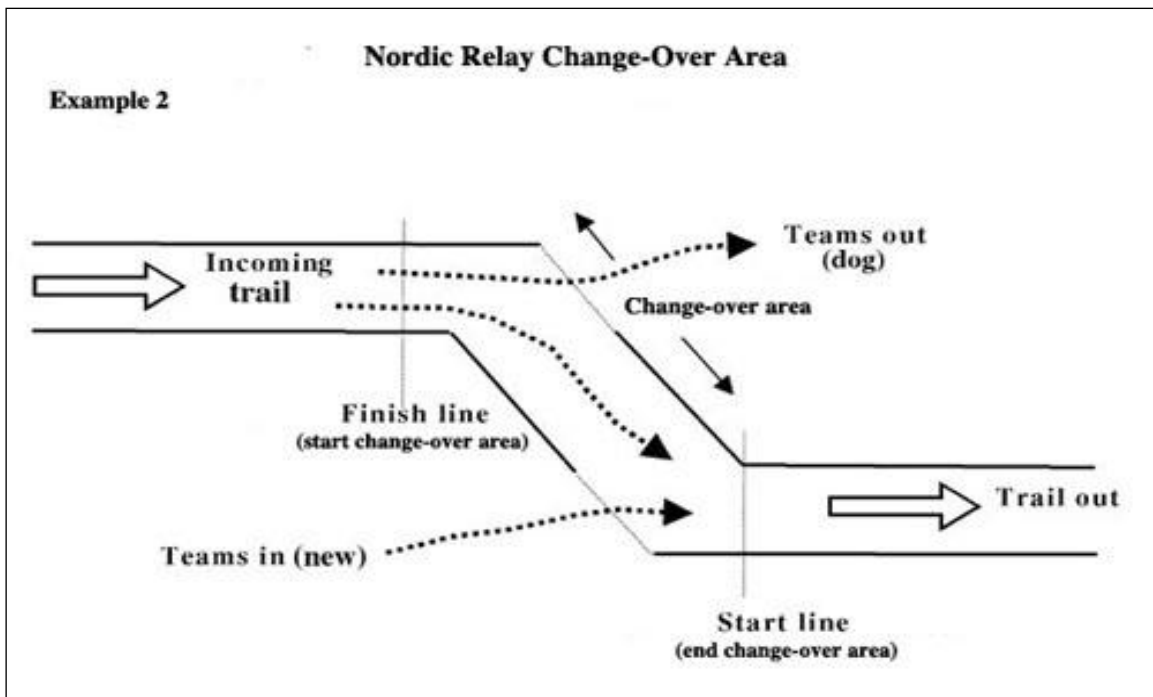 Nordic Relay Change-Over Area
Example 2
Incoming
trail
Teams out
(dog)
Change-over area
Finish line
(start change-over area)
Trail out
Teams in (new)
Start line
(end change-over area)